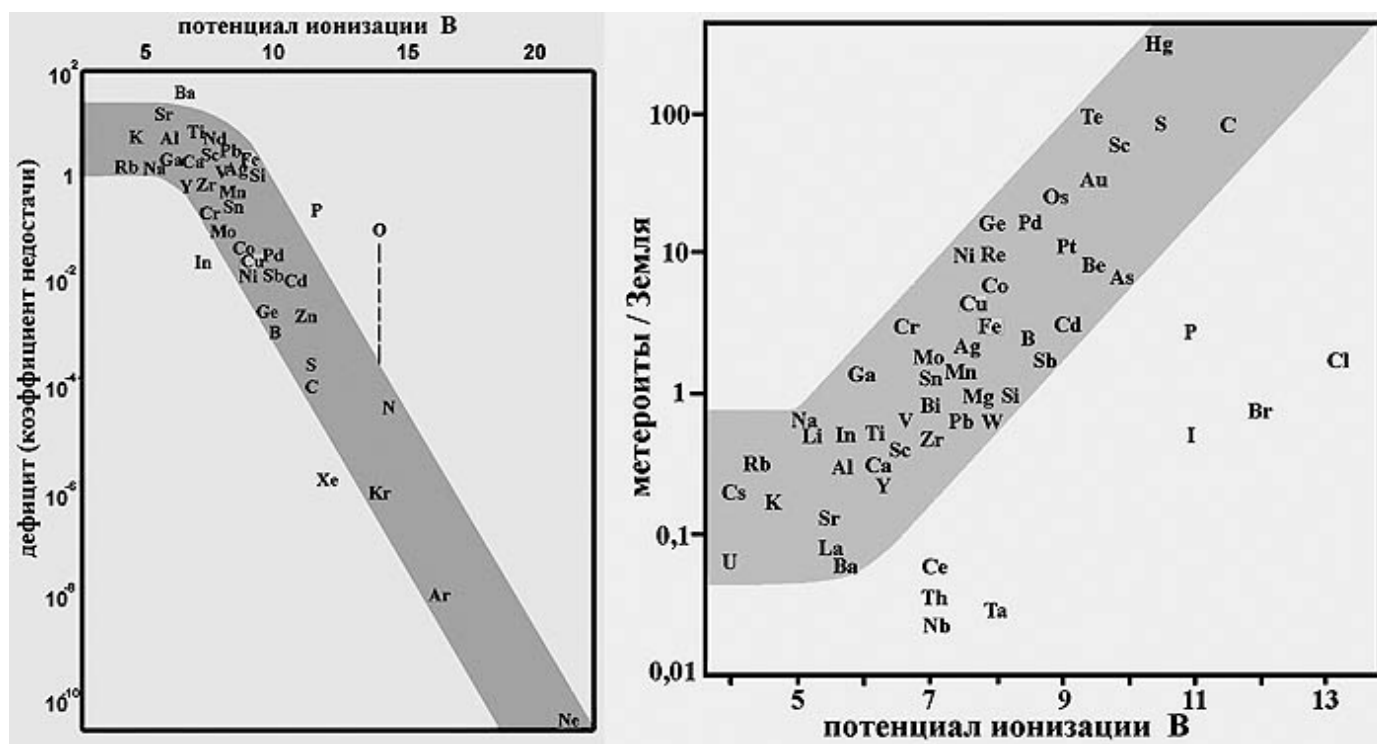 потенциал ионизации В
5 10 15 20
дефицит (коэффициент недостачи)
10²
1
10⁻²
10⁻⁴
10⁻⁶
10⁻⁸
10⁻¹⁰
Ba
Sr
K Al Ti Nd
Sc Pb Fe
Rb Na Ga Ca V Ag Si
Y Zr Mn
Cr Sn P
Mo O
Co Pd
In Cu
Ni Sb Cd
Ge Zn
B
S
C
N
Xe Kr
Ar
Ne
метероиты / Земля
100
10
1
0,1
0,01
Hg
Te S C
Sc
Au
Os
Ge Pd
Ni Re Pt
Be
Co As
Cu
Cr Fe Cd
B P
Ag
Mo Sb Cl
Ga Sn Mn
Mg Si
Bi Br
Na V Pb W
Li In Ti Zr I
Sc
Rb Al Ca
Cs K Y
Sr
La
U Ba Ce
Th
Ta
Nb
5 7 9 11 13
потенциал ионизации В